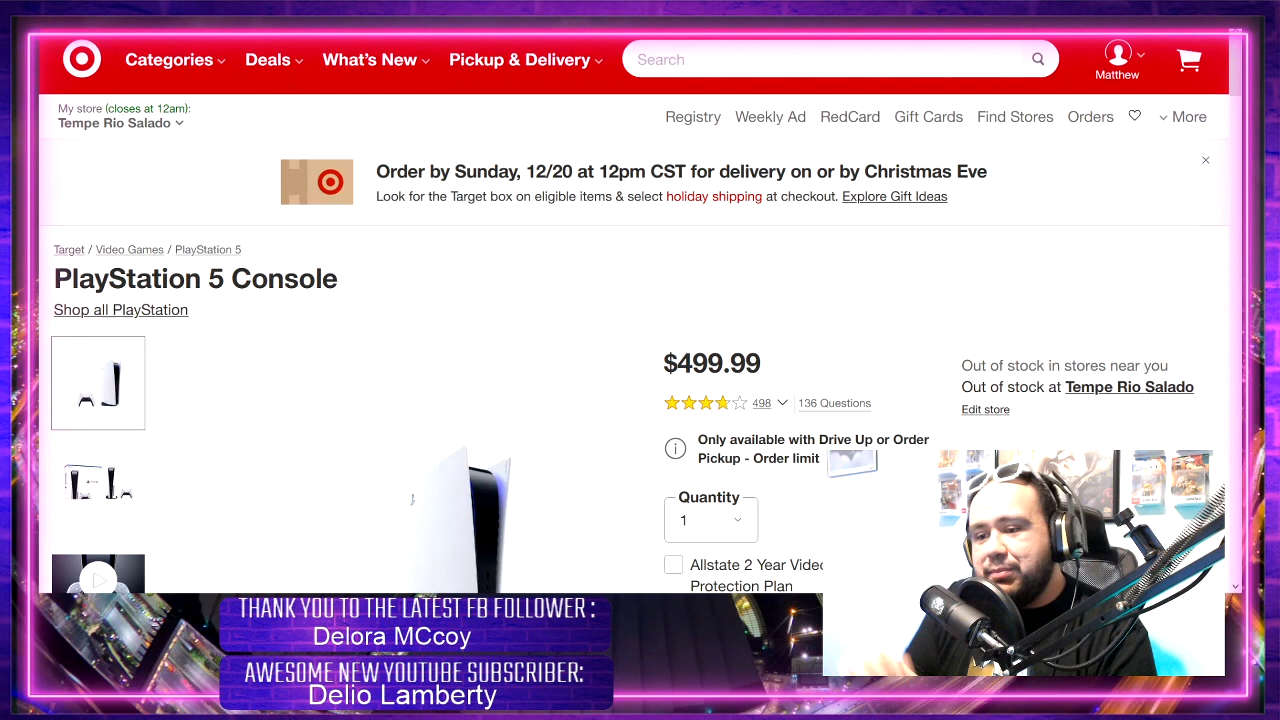 Categories
Deals
What's New
Pickup & Delivery
Search
Matthew
My store (closes at 12am):
Tempe Rio Salado
Registry
Weekly Ad
RedCard
Gift Cards
Find Stores
Orders
More
Order by Sunday, 12/20 at 12pm CST for delivery on or by Christmas Eve
Look for the Target box on eligible items & select holiday shipping at checkout. Explore Gift Ideas
Target / Video Games / PlayStation 5
PlayStation 5 Console
Shop all PlayStation
$499.99
498
136 Questions
Out of stock in stores near you
Out of stock at Tempe Rio Salado
Edit store
Only available with Drive Up or Order
Pickup - Order limit
Quantity
1
Allstate 2 Year Video
Protection Plan
THANK YOU TO THE LATEST FB FOLLOWER :
Delora MCcoy
AWESOME NEW YOUTUBE SUBSCRIBER:
Delio Lamberty